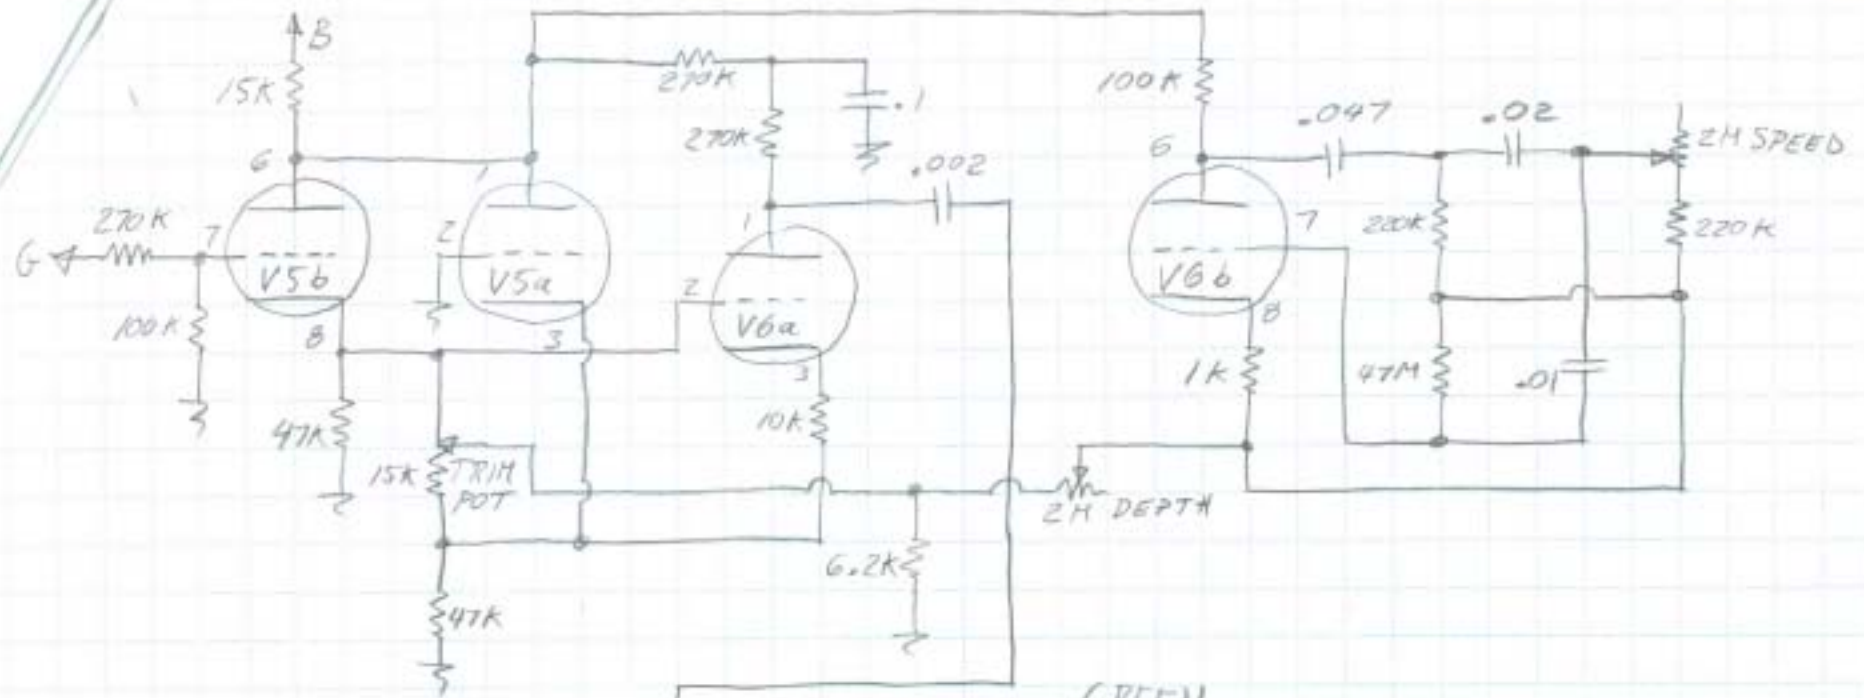 B
15K
270K
.1
270K
100K
.047
.02
2M SPEED
6
1
.002
6
270K
7
2
1
7
220K
220K
G
V5b
V5a
2
V6a
V6b
8
100K
8
3
3
1K
47M
.01
47K
10K
15K
TRIM
POT
2M DEPTH
6.2K
47K